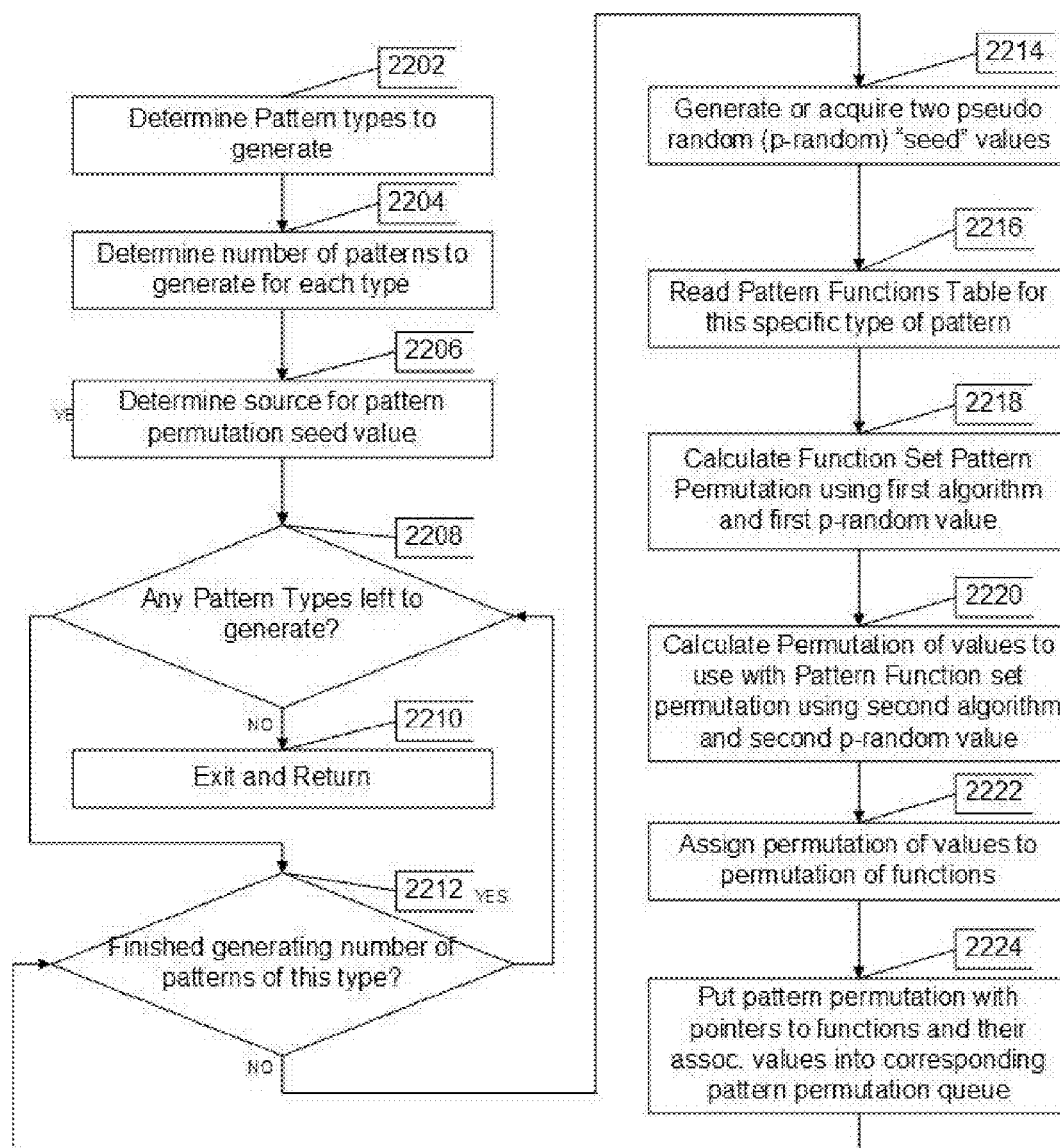 2202
Determine Pattern types to
generate
2204
Determine number of patterns to
generate for each type
2206
YE
Determine source for pattern
permutation seed value
2208
Any Pattern Types left to
generate?
NO
2210
Exit and Return
2212
YES
Finished generating number of
patterns of this type?
NO
2214
Generate or acquire two pseudo
random (p-random) "seed" values
2216
Read Pattern Functions Table for
this specific type of pattern
2218
Calculate Function Set Pattern
Permutation using first algorithm
and first p-random value
2220
Calculate Permutation of values to
use with Pattern Function set
permutation using second algorithm
and second p-random value
2222
Assign permutation of values to
permutation of functions
2224
Put pattern permutation with
pointers to functions and their
assoc. values into corresponding
pattern permutation queue